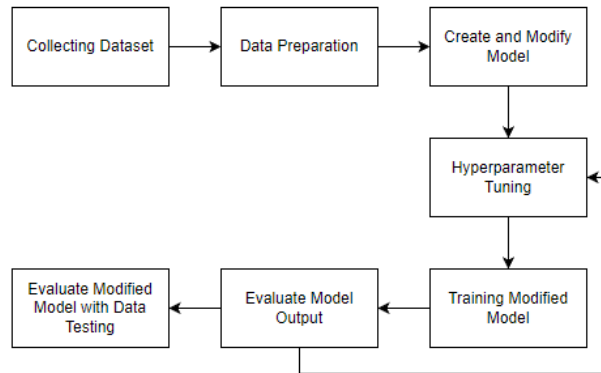 Collecting Dataset
Data Preparation
Create and Modify
Model
Hyperparameter
Tuning
Training Modified
Model
Evaluate Model
Output
Evaluate Modified
Model with Data
Testing